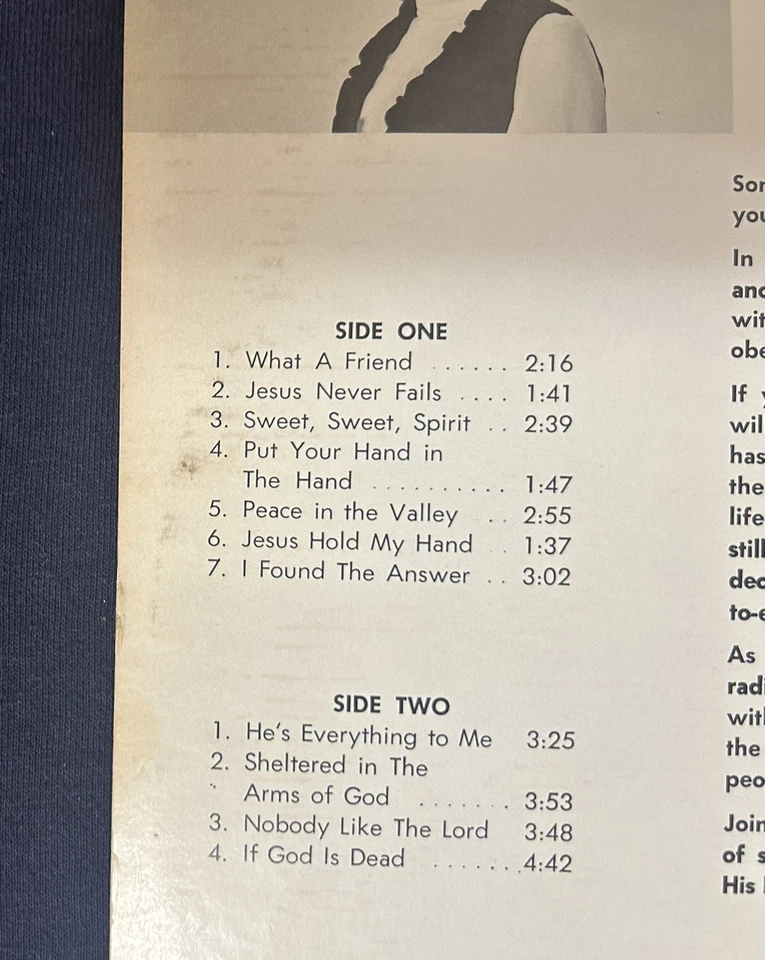 SIDE ONE
1. What A Friend ...... 2:16
2. Jesus Never Fails .... 1:41
3. Sweet, Sweet, Spirit .. 2:39
4. Put Your Hand in
The Hand .......... 1:47
5. Peace in the Valley ... 2:55
6. Jesus Hold My Hand .. 1:37
7. I Found The Answer .. 3:02
SIDE TWO
1. He's Everything to Me 3:25
2. Sheltered in The
Arms of God ....... 3:53
3. Nobody Like The Lord 3:48
4. If God Is Dead ....... 4:42
In
If
has
the
life
still
As
the
of
His